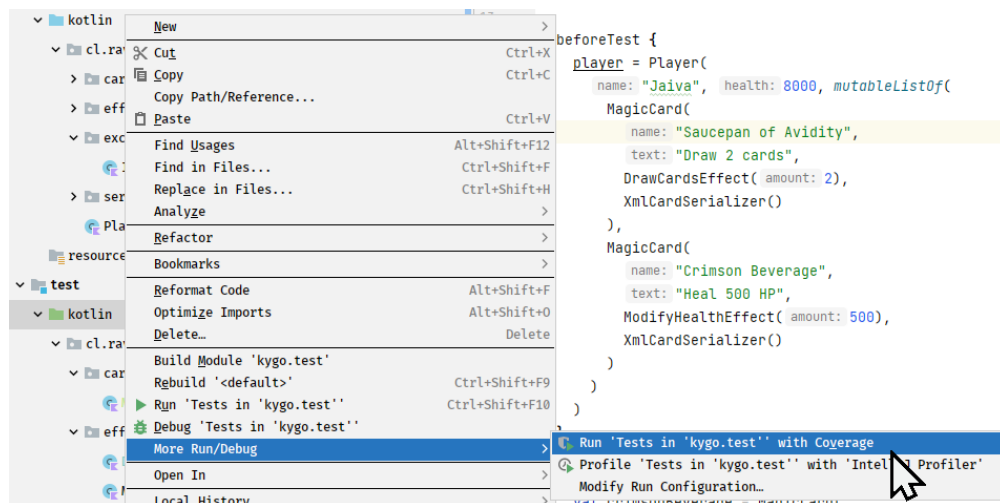 kotlin
cl.ra
car
eff
exc
ser
Pla
resource
test
kotlin
cl.ra
car
eff
New
Cut Ctrl+X
Copy Ctrl+C
Copy Path/Reference...
Paste Ctrl+V
Find Usages Alt+Shift+F12
Find in Files... Ctrl+Shift+F
Replace in Files... Ctrl+Shift+H
Analyze
Refactor
Bookmarks
Reformat Code Alt+Shift+F
Optimize Imports Alt+Shift+O
Delete… Delete
Build Module 'kygo.test'
Rebuild '<default>' Ctrl+Shift+F9
Run 'Tests in 'kygo.test'' Ctrl+Shift+F10
Debug 'Tests in 'kygo.test''
More Run/Debug
Open In
Local History
Run 'Tests in 'kygo.test'' with Coverage
Profile 'Tests in 'kygo.test'' with 'IntelliJ Profiler'
Modify Run Configuration…
beforeTest {
player = Player(
name: "Jaiva", health: 8000, mutableListOf(
MagicCard(
name: "Saucepan of Avidity",
text: "Draw 2 cards",
DrawCardsEffect( amount: 2),
XmlCardSerializer()
),
MagicCard(
name: "Crimson Beverage",
text: "Heal 500 HP",
ModifyHealthEffect( amount: 500),
XmlCardSerializer()
)
)
)